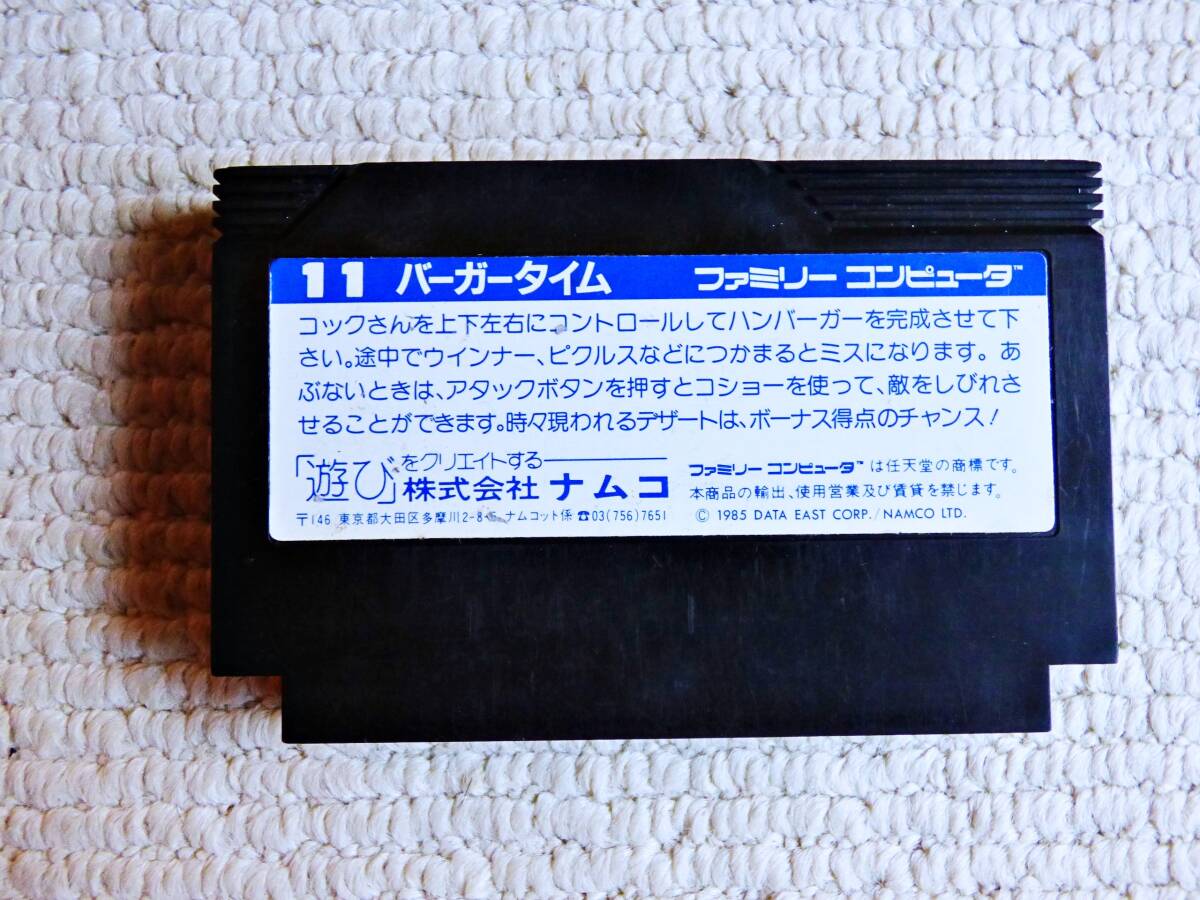 11 バーガータイム ファミリー コンピュータ™
コックさんを上下左右にコントロールしてハンバーガーを完成させて下
さい。途中でウインナー、ピクルスなどにつかまるとミスになります。あ
ぶないときは、アタックボタンを押すとコショーを使って、敵をしびれさ
せることができます。時々現われるデザートは、ボーナス得点のチャンス!
「遊び」をクリエイトする——
株式会社 ナムコ
〒146 東京都大田区多摩川2-8-5 ナムコット係 ☎03(756)7651
ファミリー コンピュータ™ は任天堂の商標です。
本商品の輸出、使用営業及び賃貸を禁じます。
© 1985 DATA EAST CORP./NAMCO LTD.